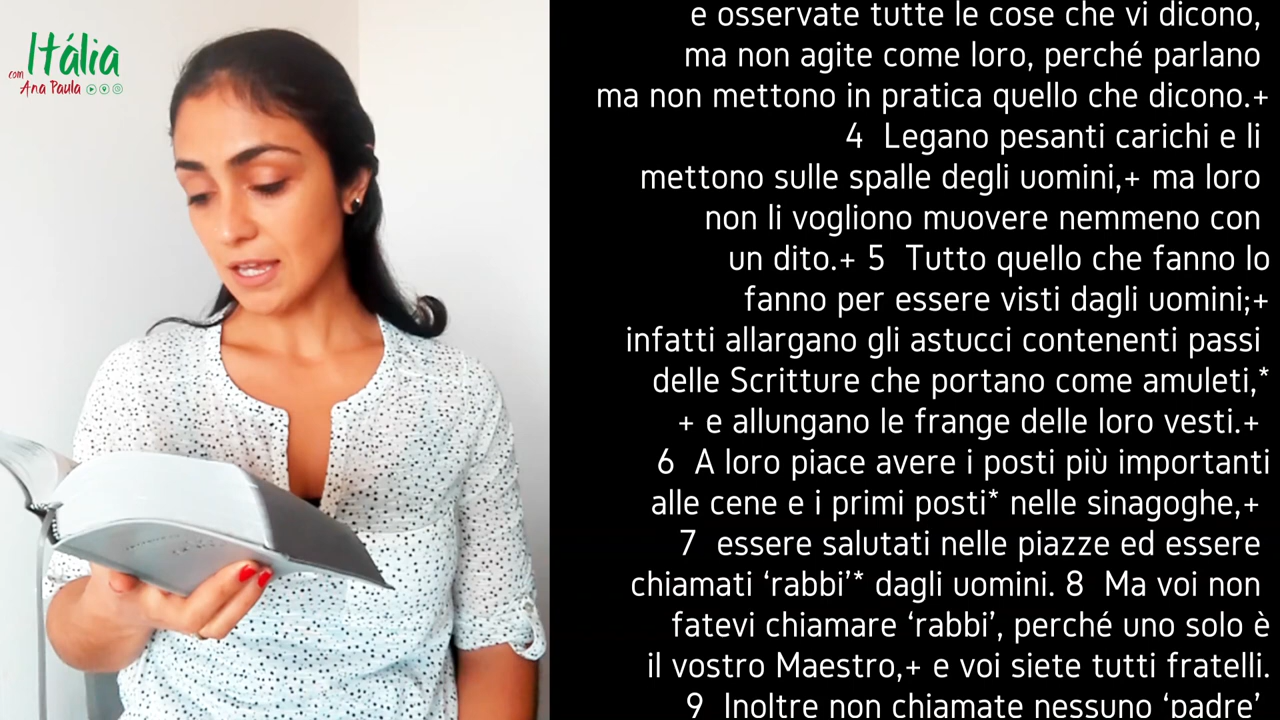 Itália
com
Ana Paula
e osservate tutte le cose che vi dicono,
ma non agite come loro, perché parlano
ma non mettono in pratica quello che dicono.+
4 Legano pesanti carichi e li
mettono sulle spalle degli uomini,+ ma loro
non li vogliono muovere nemmeno con
un dito.+ 5 Tutto quello che fanno lo
fanno per essere visti dagli uomini;+
infatti allargano gli astucci contenenti passi
delle Scritture che portano come amuleti,*
+ e allungano le frange delle loro vesti.+
6 A loro piace avere i posti più importanti
alle cene e i primi posti* nelle sinagoghe,+
7 essere salutati nelle piazze ed essere
chiamati ‘rabbi’* dagli uomini. 8 Ma voi non
fatevi chiamare ‘rabbi’, perché uno solo è
il vostro Maestro,+ e voi siete tutti fratelli.
9 Inoltre non chiamate nessuno ‘padre’